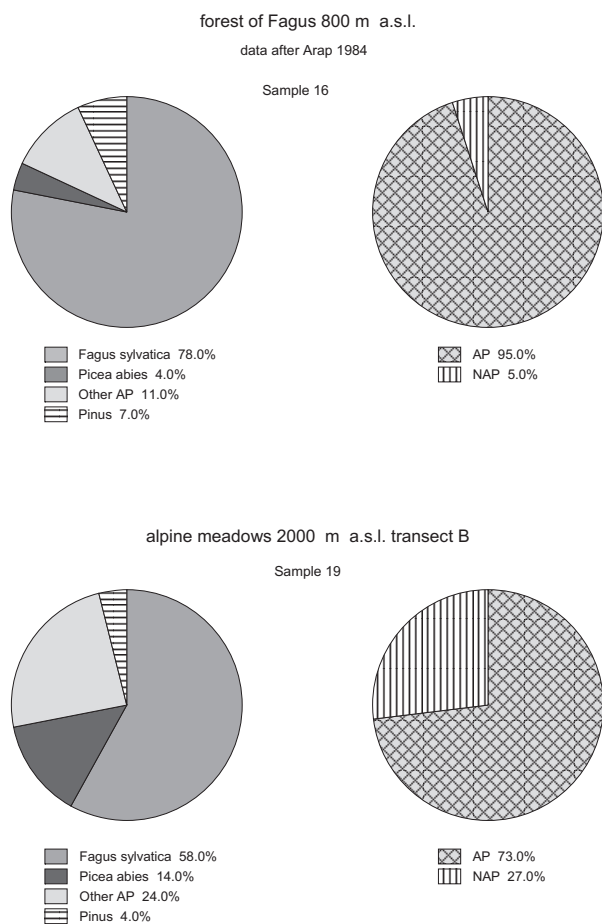 forest of Fagus 800 m a.s.l.
data after Arap 1984
Sample 16
Fagus sylvatica 78.0%
Picea abies 4.0%
Other AP 11.0%
Pinus 7.0%
AP 95.0%
NAP 5.0%
alpine meadows 2000 m a.s.l. transect B
Sample 19
Fagus sylvatica 58.0%
Picea abies 14.0%
Other AP 24.0%
Pinus 4.0%
AP 73.0%
NAP 27.0%